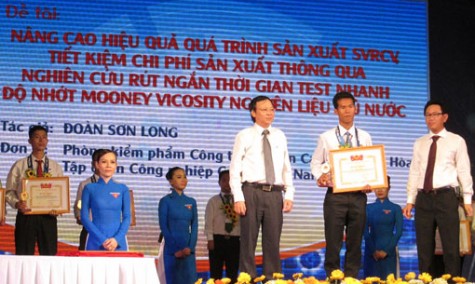 Đề tài:
NÂNG CAO HIỆU QUẢ QUÁ TRÌNH SẢN XUẤT SVRCV,
TIẾT KIỆM CHI PHÍ SẢN XUẤT THÔNG QUA
NGHIÊN CỨU RÚT NGẮN THỜI GIAN TEST NHANH
ĐỘ NHỚT MOONEY VICOSITY NGUYÊN LIỆU NƯỚC
Tác giả: ĐOÀN SƠN LONG
Đơn Phòng kiểm phẩm Công Hòa
Tập Công nghiệp Nam